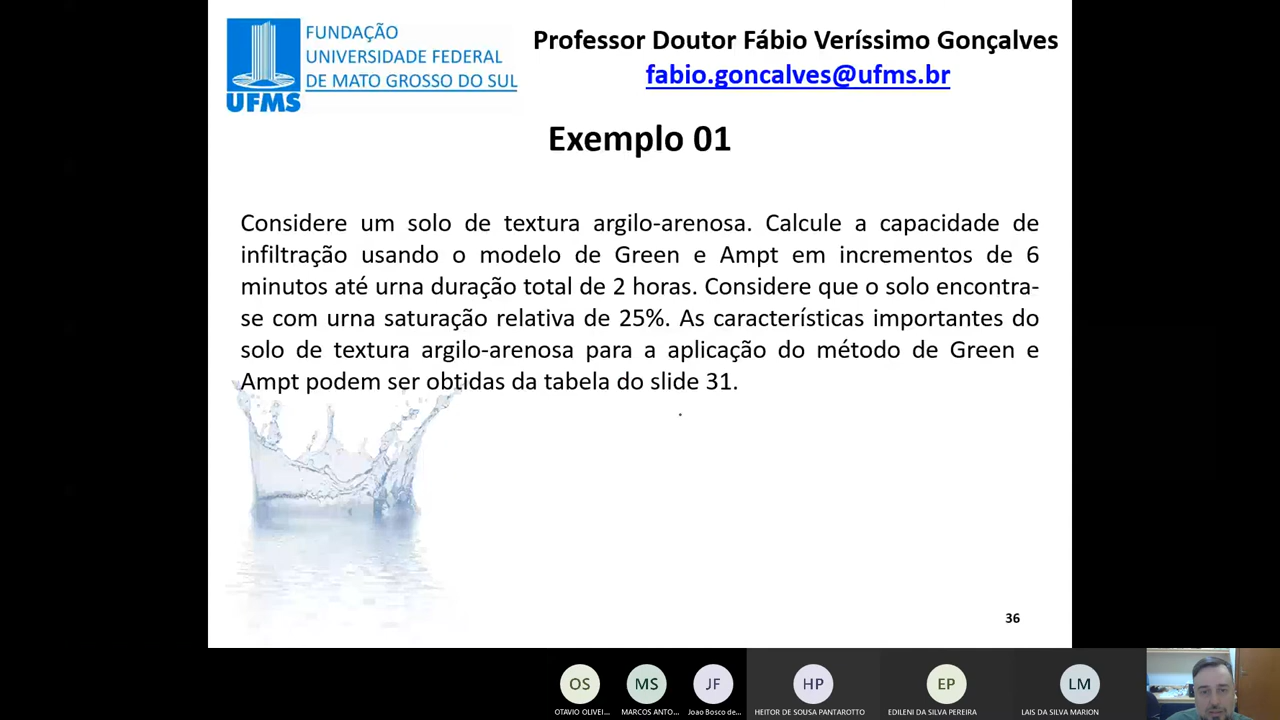 FUNDAÇÃO
UNIVERSIDADE FEDERAL
DE MATO GROSSO DO SUL
UFMS
Professor Doutor Fábio Veríssimo Gonçalves
fabio.goncalves@ufms.br
Exemplo 01
Considere um solo de textura argilo-arenosa. Calcule a capacidade de
infiltração usando o modelo de Green e Ampt em incrementos de 6
minutos até urna duração total de 2 horas. Considere que o solo encontra-
se com urna saturação relativa de 25%. As características importantes do
solo de textura argilo-arenosa para a aplicação do método de Green e
Ampt podem ser obtidas da tabela do slide 31.
36
OS
MS
JF
HP
EP
LM
OTAVIO OLIVEI...
MARCOS ANTO...
Joao Bosco de...
HEITOR DE SOUSA PANTAROTTO
EDILENI DA SILVA PEREIRA
LAIS DA SILVA MARION